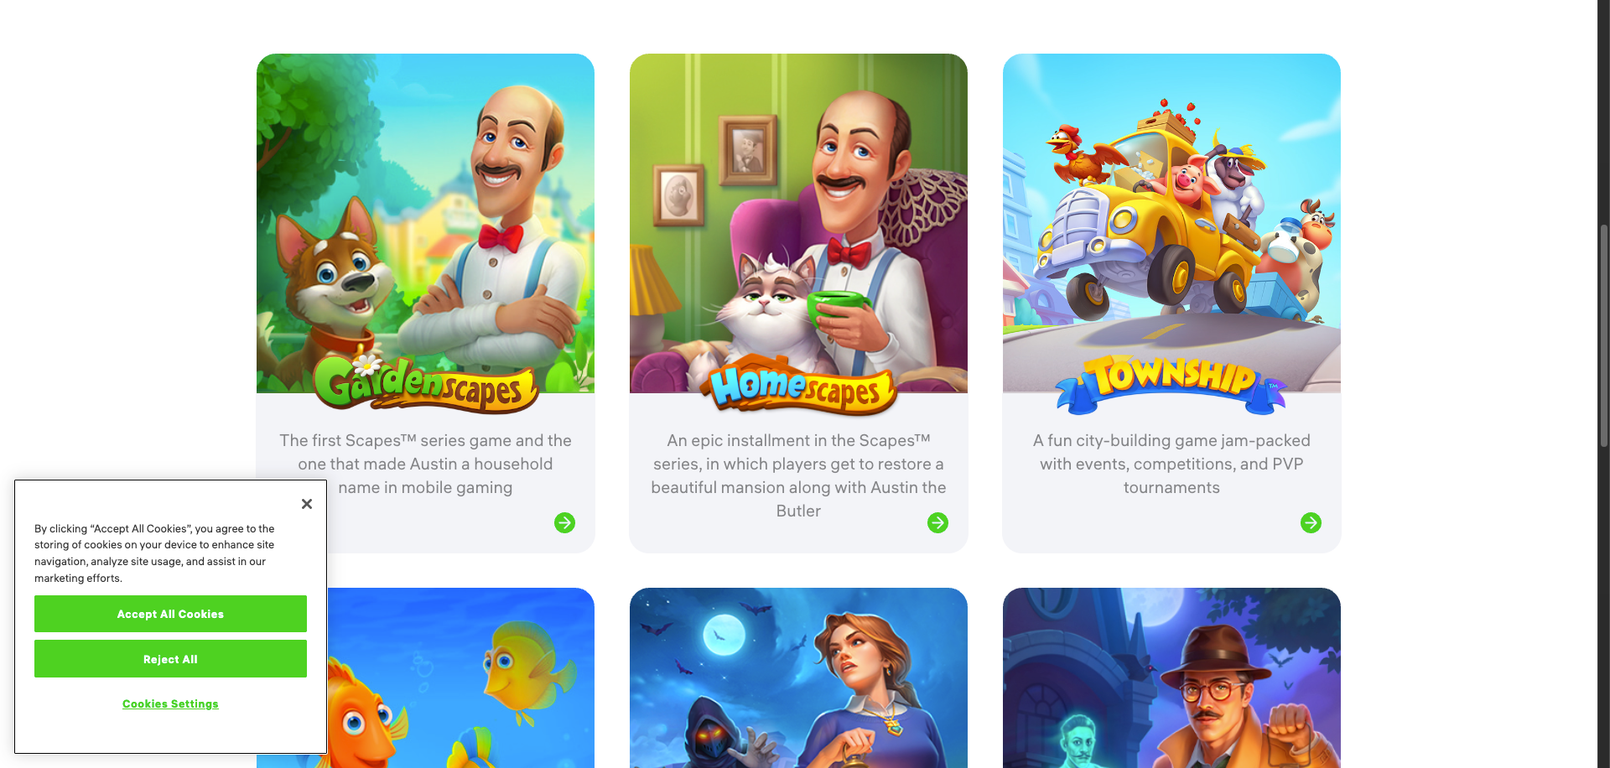 Gardenscapes
The first Scapes™ series game and the
one that made Austin a household
name in mobile gaming
Homescapes
An epic installment in the Scapes™
series, in which players get to restore a
beautiful mansion along with Austin the
Butler
TOWNSHIP™
A fun city-building game jam-packed
with events, competitions, and PVP
tournaments
By clicking “Accept All Cookies”, you agree to the
storing of cookies on your device to enhance site
navigation, analyze site usage, and assist in our
marketing efforts.
Accept All Cookies
Reject All
Cookies Settings